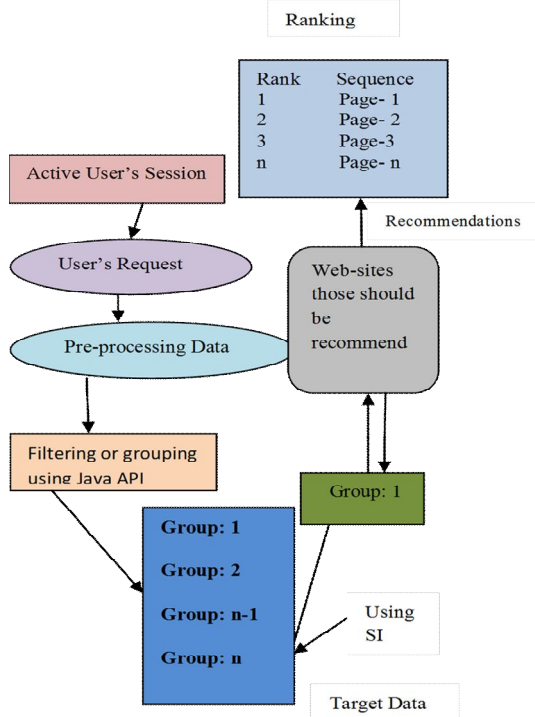 Ranking
Rank Sequence
1 Page- 1
2 Page- 2
3 Page-3
n Page- n
Active User's Session
Recommendations
User's Request
Web-sites
those should
be
recommend
Pre-processing Data
Filtering or grouping
using Java API
Group: 1
Group: 1
Group: 2
Group: n-1
Group: n
Using
SI
Target Data